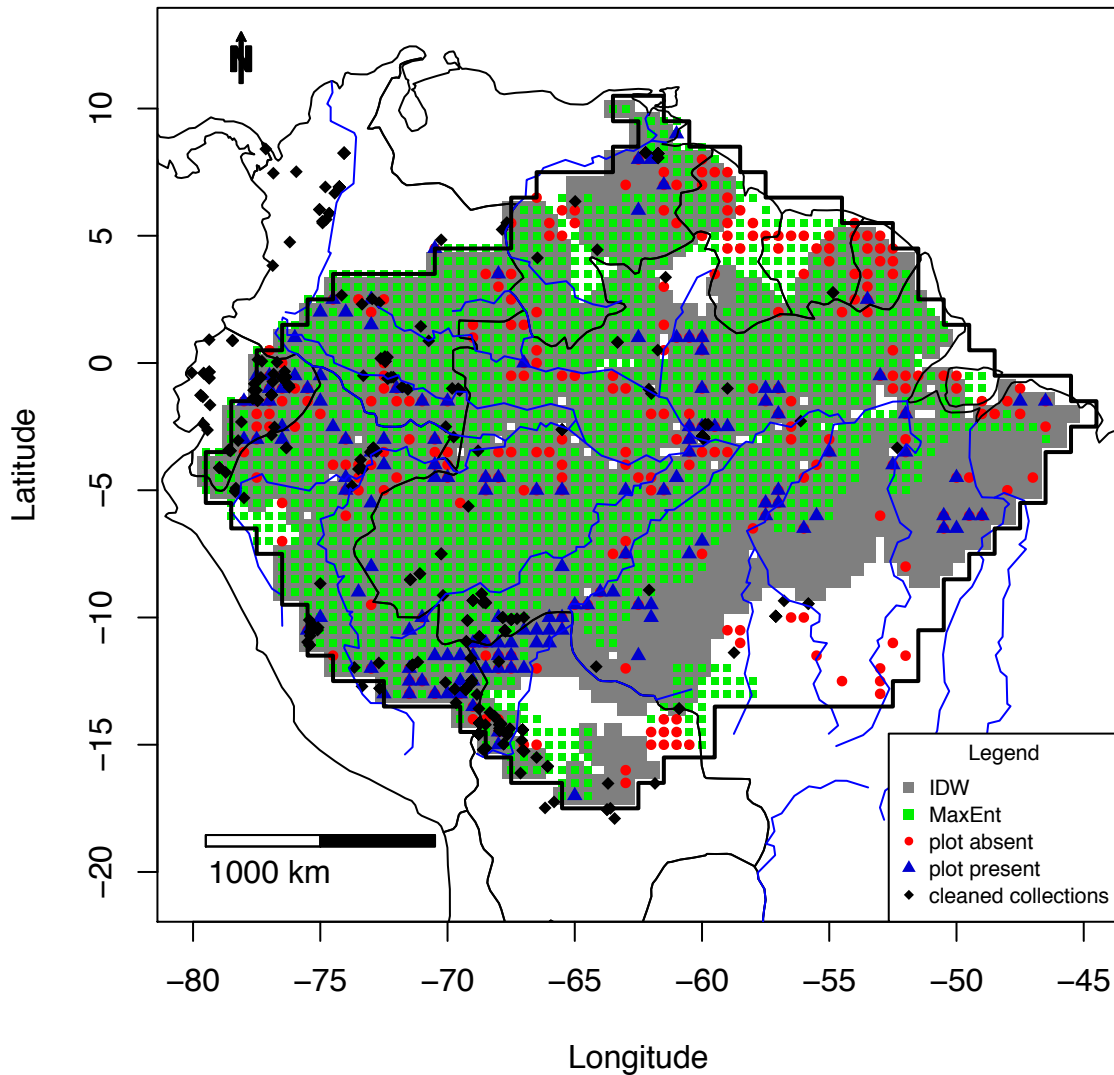 N
Latitude
10
5
0
−5
−10
−15
−20
1000 km
Legend
IDW
MaxEnt
plot absent
plot present
cleaned collections
−80 −75 −70 −65 −60 −55 −50 −45
Longitude